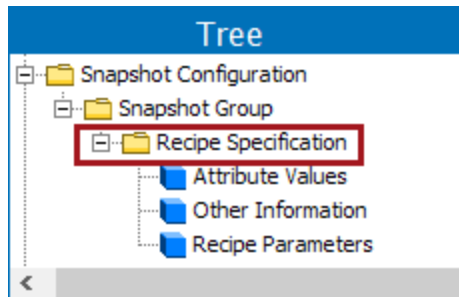 Tree
Snapshot Configuration
Snapshot Group
Recipe Specification
Attribute Values
Other Information
Recipe Parameters